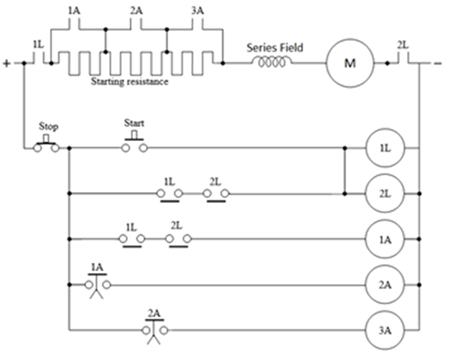 1A 2A 3A
1L Series Field 2L
+ M −
Starting resistance
Stop Start
1L
1L 2L 2L
1L 2L 1A
1A 2A
2A 3A